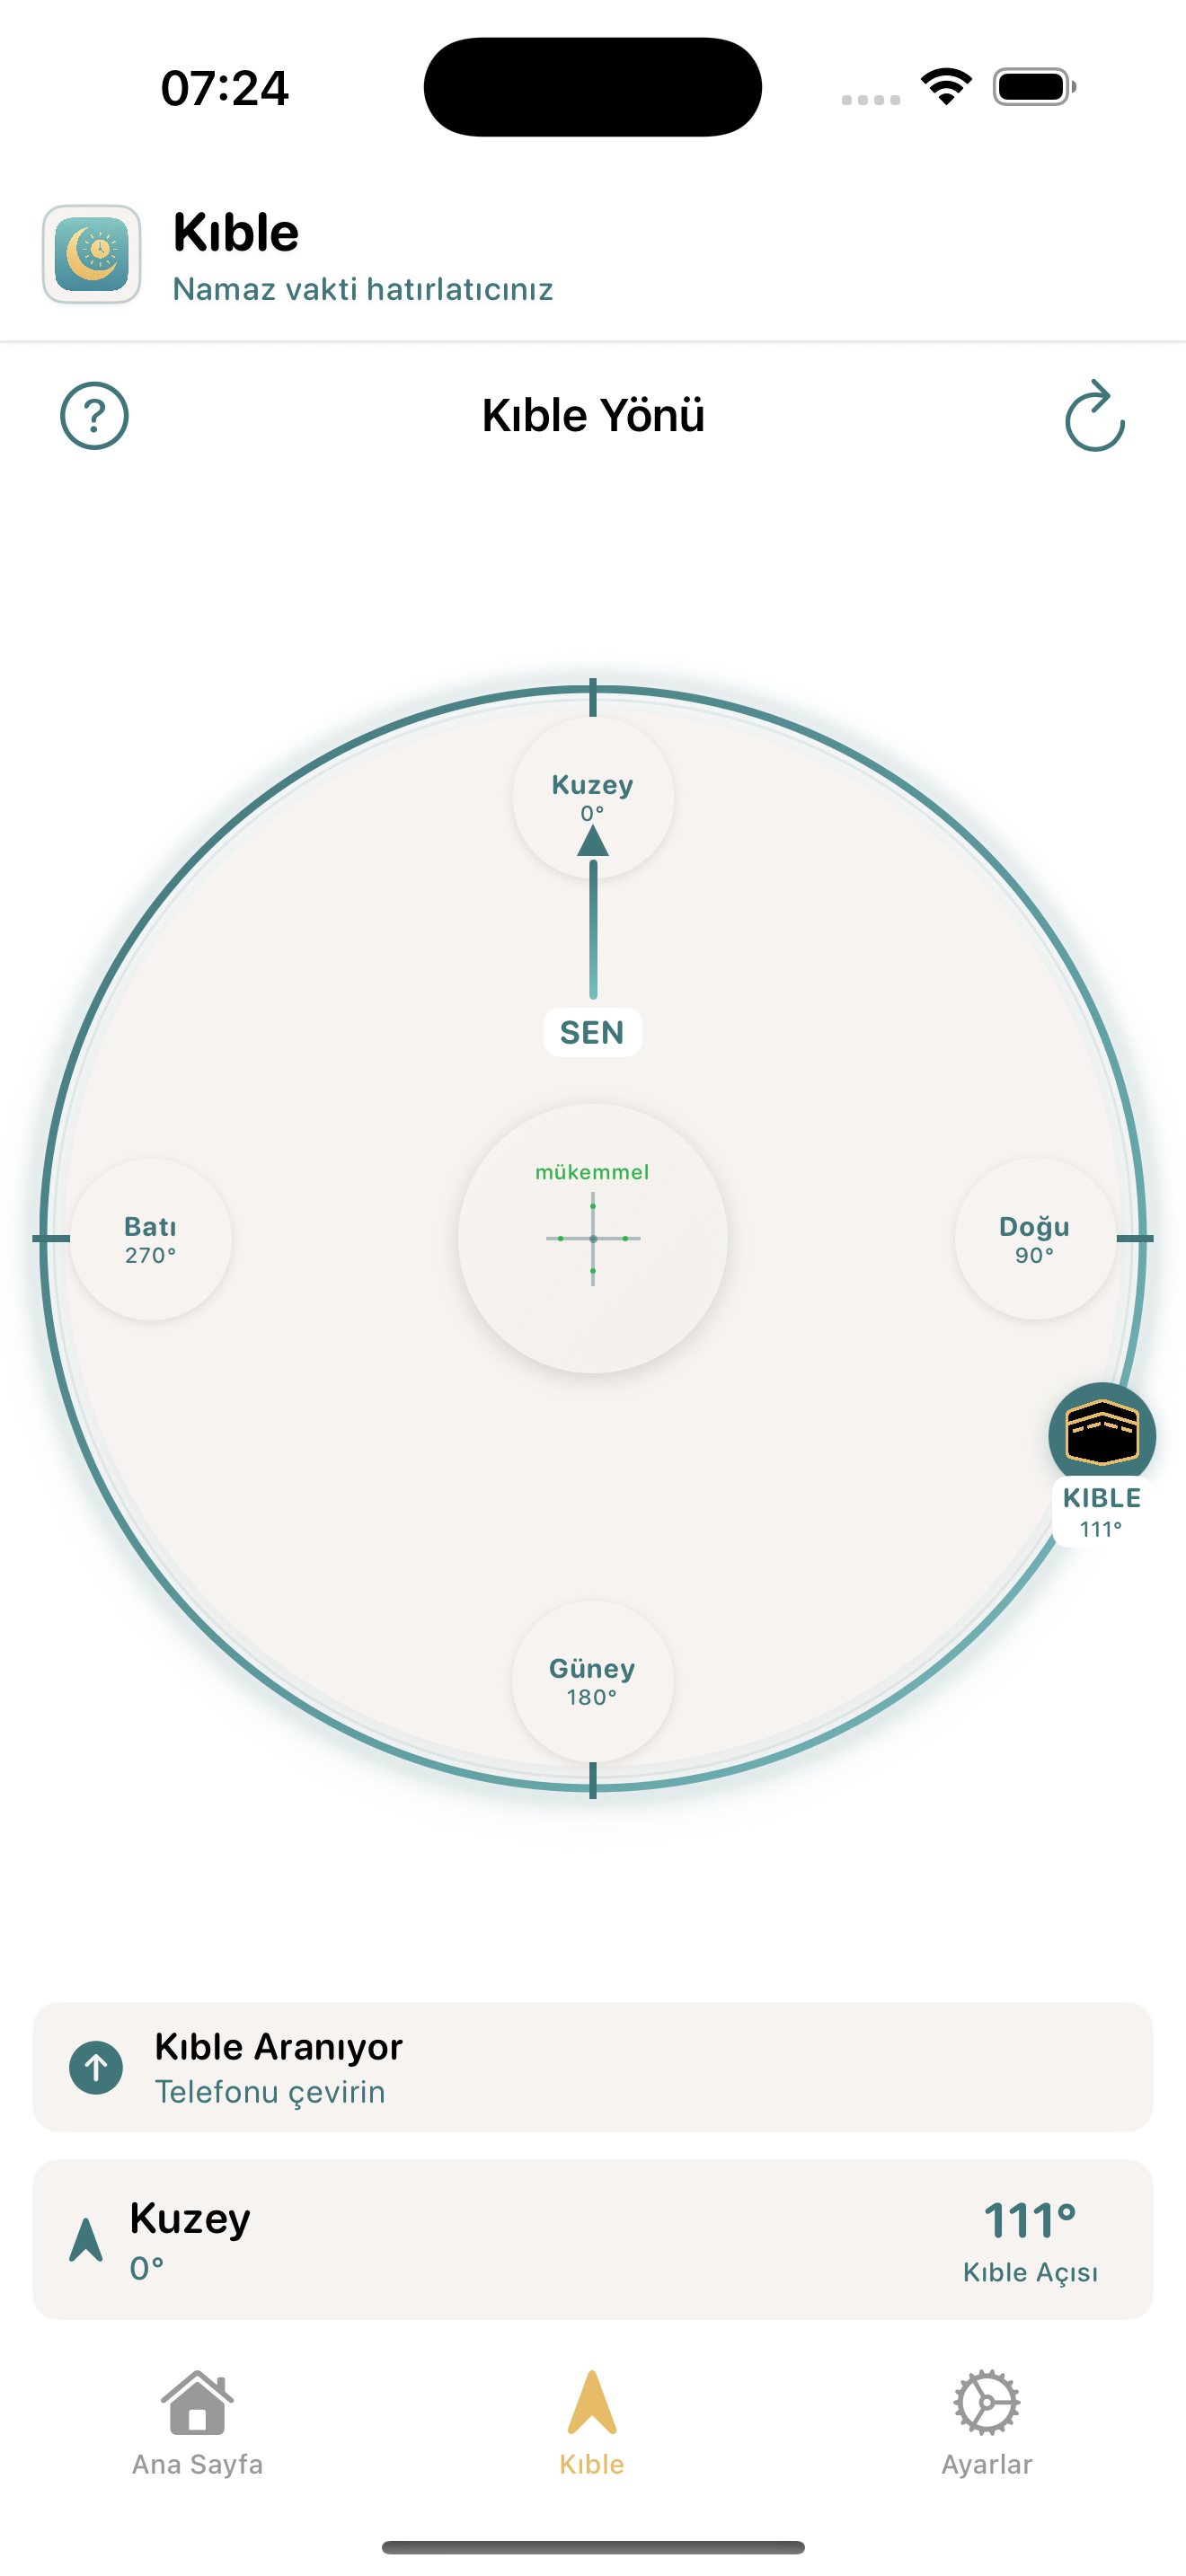 07:24
Kıble
Namaz vakti hatırlatıcınız
?
Kıble Yönü
Kuzey
0°
SEN
mükemmel
Batı
270°
Doğu
90°
KIBLE
111°
Güney
180°
Kıble Aranıyor
Telefonu çevirin
Kuzey
0°
111°
Kıble Açısı
Ana Sayfa
Kıble
Ayarlar